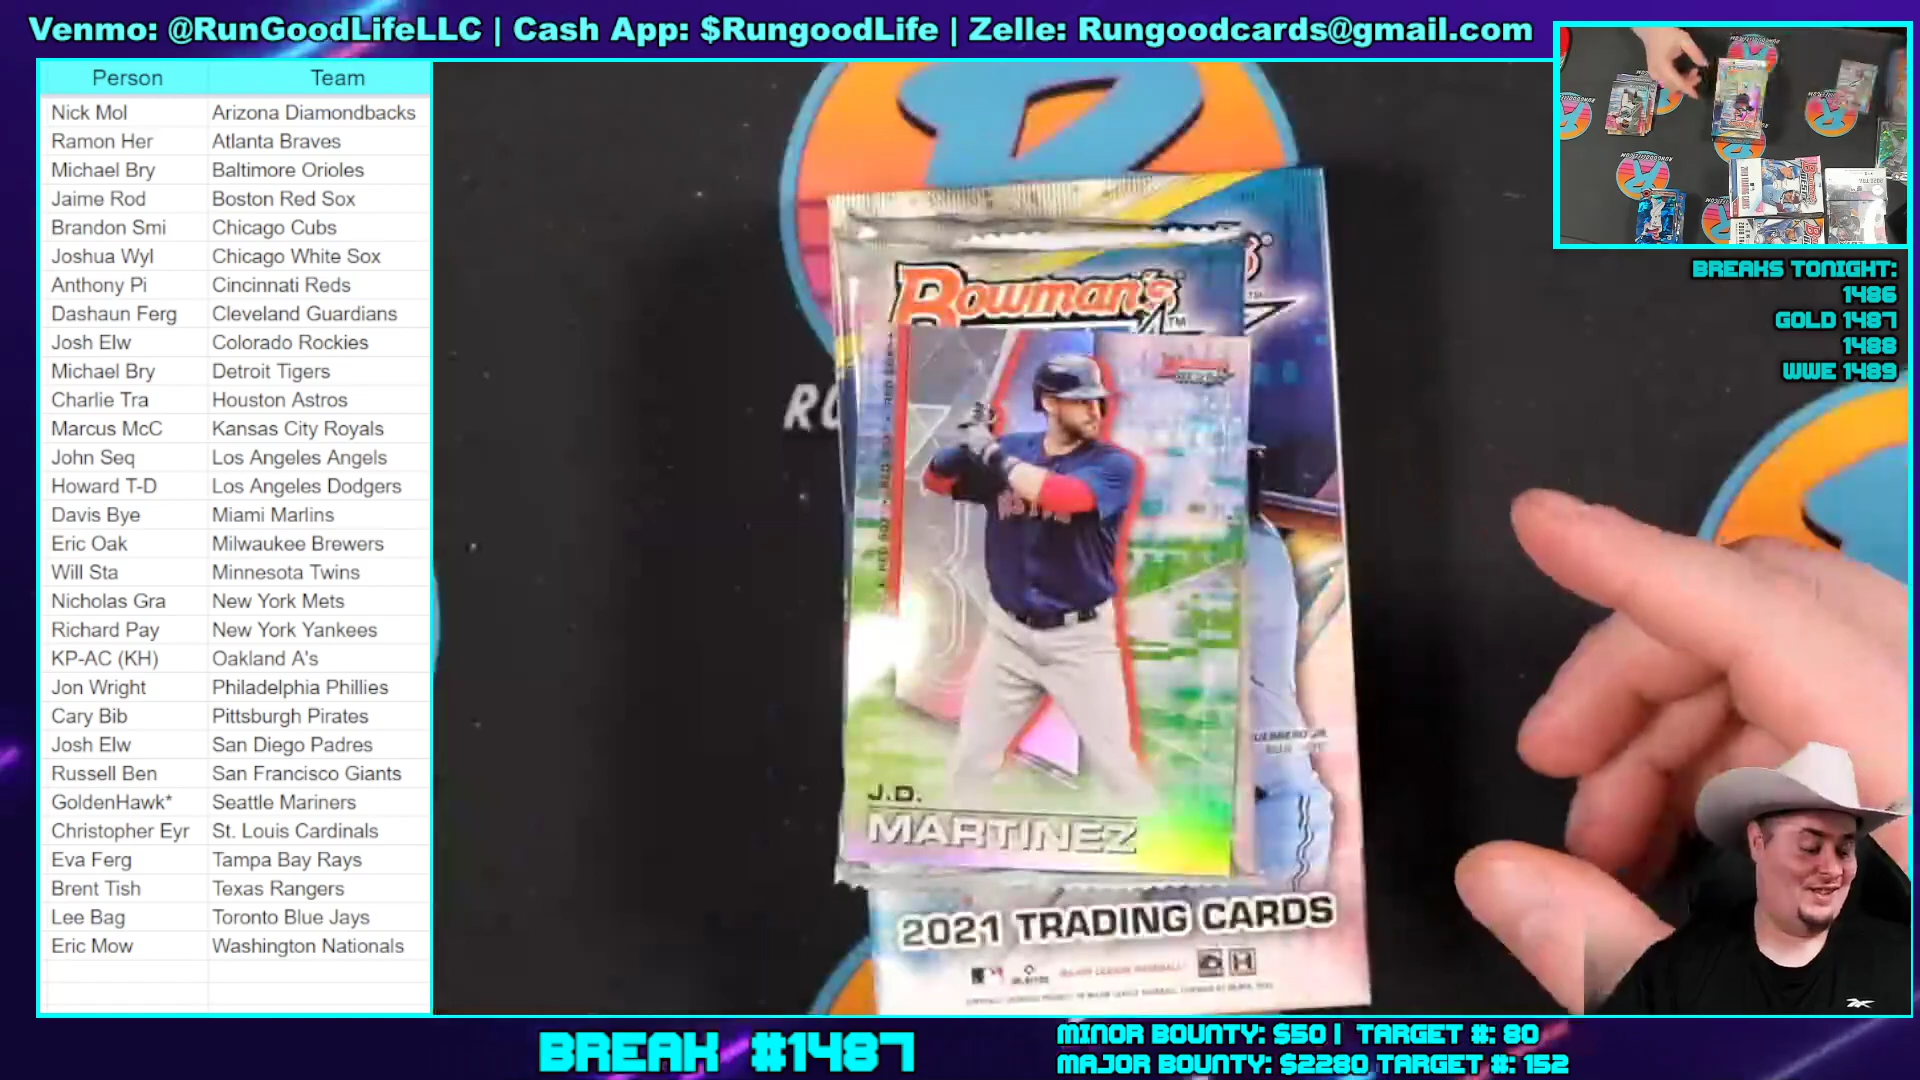 Venmo: @RunGoodLifeLLC | Cash App: $RungoodLife | Zelle: Rungoodcards@gmail.com
Person Team
Nick Mol Arizona Diamondbacks
Ramon Her Atlanta Braves
Michael Bry Baltimore Orioles
Jaime Rod Boston Red Sox
Brandon Smi Chicago Cubs
Joshua Wyl Chicago White Sox
Anthony Pi Cincinnati Reds
Dashaun Ferg Cleveland Guardians
Josh Elw Colorado Rockies
Michael Bry Detroit Tigers
Charlie Tra Houston Astros
Marcus McC Kansas City Royals
John Seq Los Angeles Angels
Howard T-D Los Angeles Dodgers
Davis Bye Miami Marlins
Eric Oak Milwaukee Brewers
Will Sta Minnesota Twins
Nicholas Gra New York Mets
Richard Pay New York Yankees
KP-AC (KH) Oakland A's
Jon Wright Philadelphia Phillies
Cary Bib Pittsburgh Pirates
Josh Elw San Diego Padres
Russell Ben San Francisco Giants
GoldenHawk* Seattle Mariners
Christopher Eyr St. Louis Cardinals
Eva Ferg Tampa Bay Rays
Brent Tish Texas Rangers
Lee Bag Toronto Blue Jays
Eric Mow Washington Nationals
Bowman's
J.D.
MARTINEZ
2021 TRADING CARDS
BREAKS TONIGHT:
1486
GOLD 1487
1488
WWE 1489
BREAK #1487
MINOR BOUNTY: $50 | TARGET #: 80
MAJOR BOUNTY: $2280 TARGET #: 152